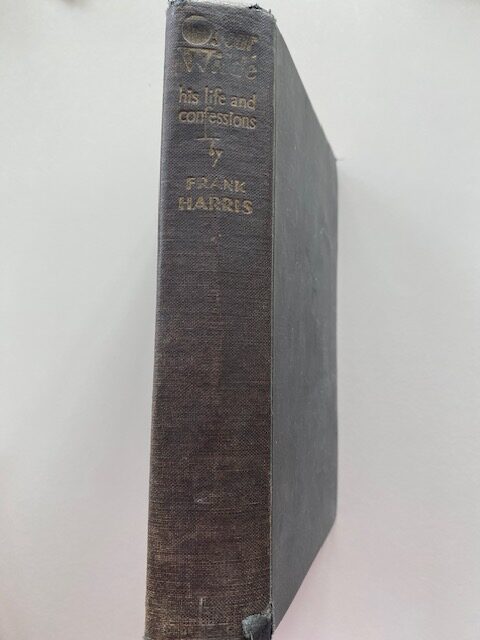 Oscar
Wilde
his life and
confessions
by
FRANK
HARRIS